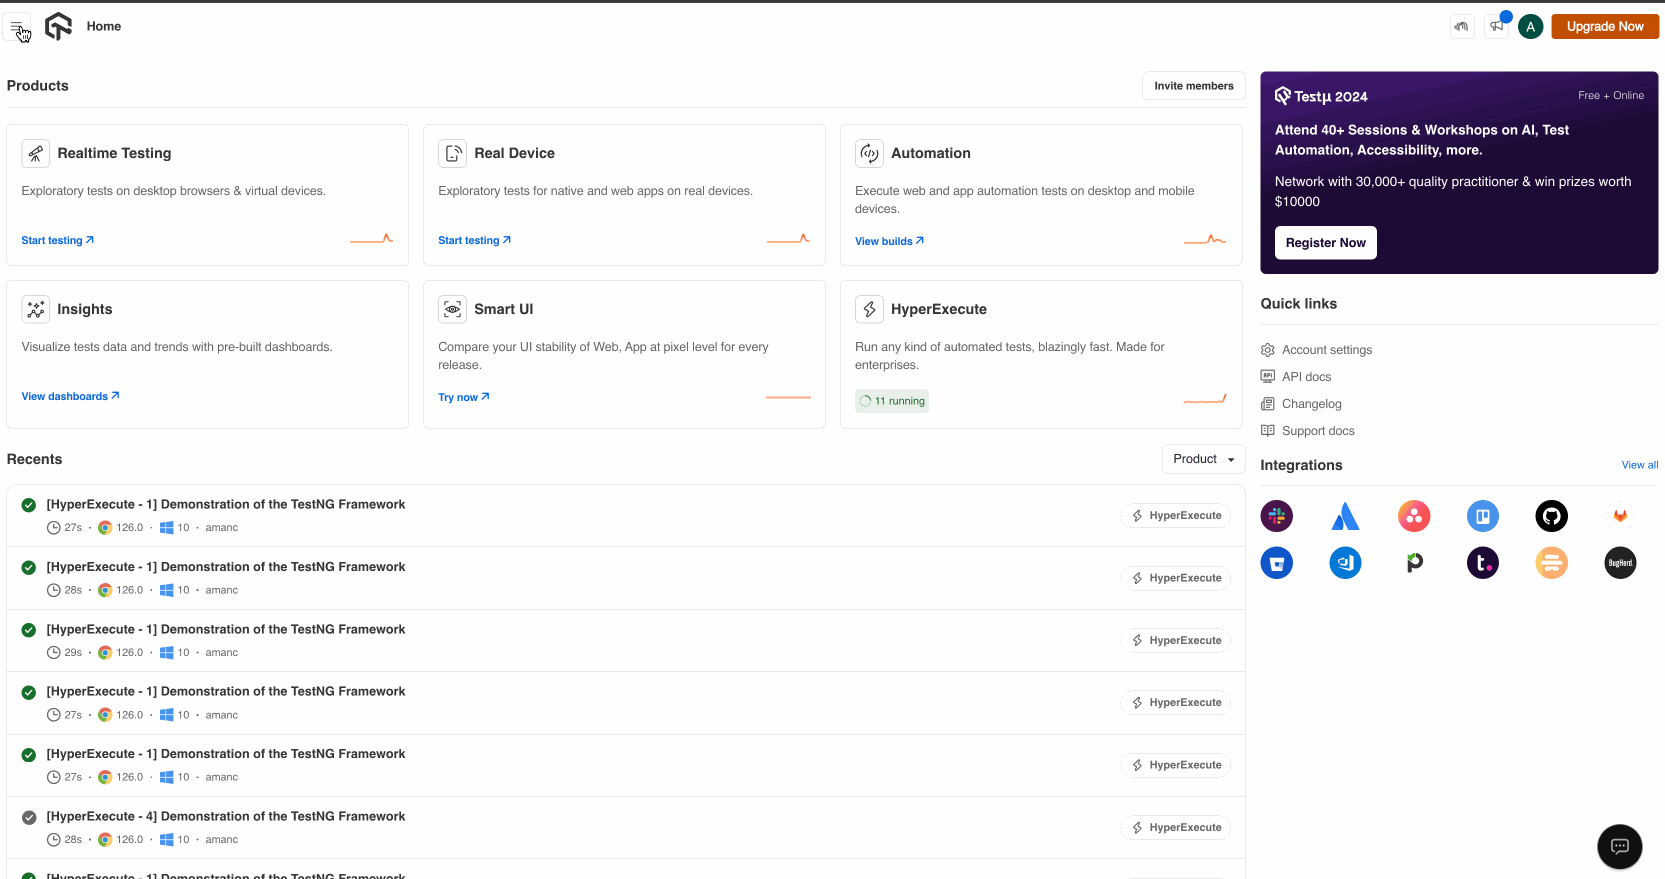 Home
A
Upgrade Now
Products
Invite members
Realtime Testing
Exploratory tests on desktop browsers & virtual devices.
Start testing
Real Device
Exploratory tests for native and web apps on real devices.
Start testing
Automation
Execute web and app automation tests on desktop and mobile
devices.
View builds
Insights
Visualize tests data and trends with pre-built dashboards.
View dashboards
Smart UI
Compare your UI stability of Web, App at pixel level for every
release.
Try now
HyperExecute
Run any kind of automated tests, blazingly fast. Made for
enterprises.
11 running
Recents
Product
[HyperExecute - 1] Demonstration of the TestNG Framework
27s · 126.0 · 10 · amanc
HyperExecute
[HyperExecute - 1] Demonstration of the TestNG Framework
28s · 126.0 · 10 · amanc
HyperExecute
[HyperExecute - 1] Demonstration of the TestNG Framework
29s · 126.0 · 10 · amanc
HyperExecute
[HyperExecute - 1] Demonstration of the TestNG Framework
27s · 126.0 · 10 · amanc
HyperExecute
[HyperExecute - 1] Demonstration of the TestNG Framework
27s · 126.0 · 10 · amanc
HyperExecute
[HyperExecute - 4] Demonstration of the TestNG Framework
28s · 126.0 · 10 · amanc
HyperExecute
[HyperExecute - 1] Demonstration of the TestNG Framework
Testμ 2024
Free + Online
Attend 40+ Sessions & Workshops on AI, Test
Automation, Accessibility, more.
Network with 30,000+ quality practitioner & win prizes worth
$10000
Register Now
Quick links
Account settings
API docs
Changelog
Support docs
Integrations
View all
t.
BugHerd.